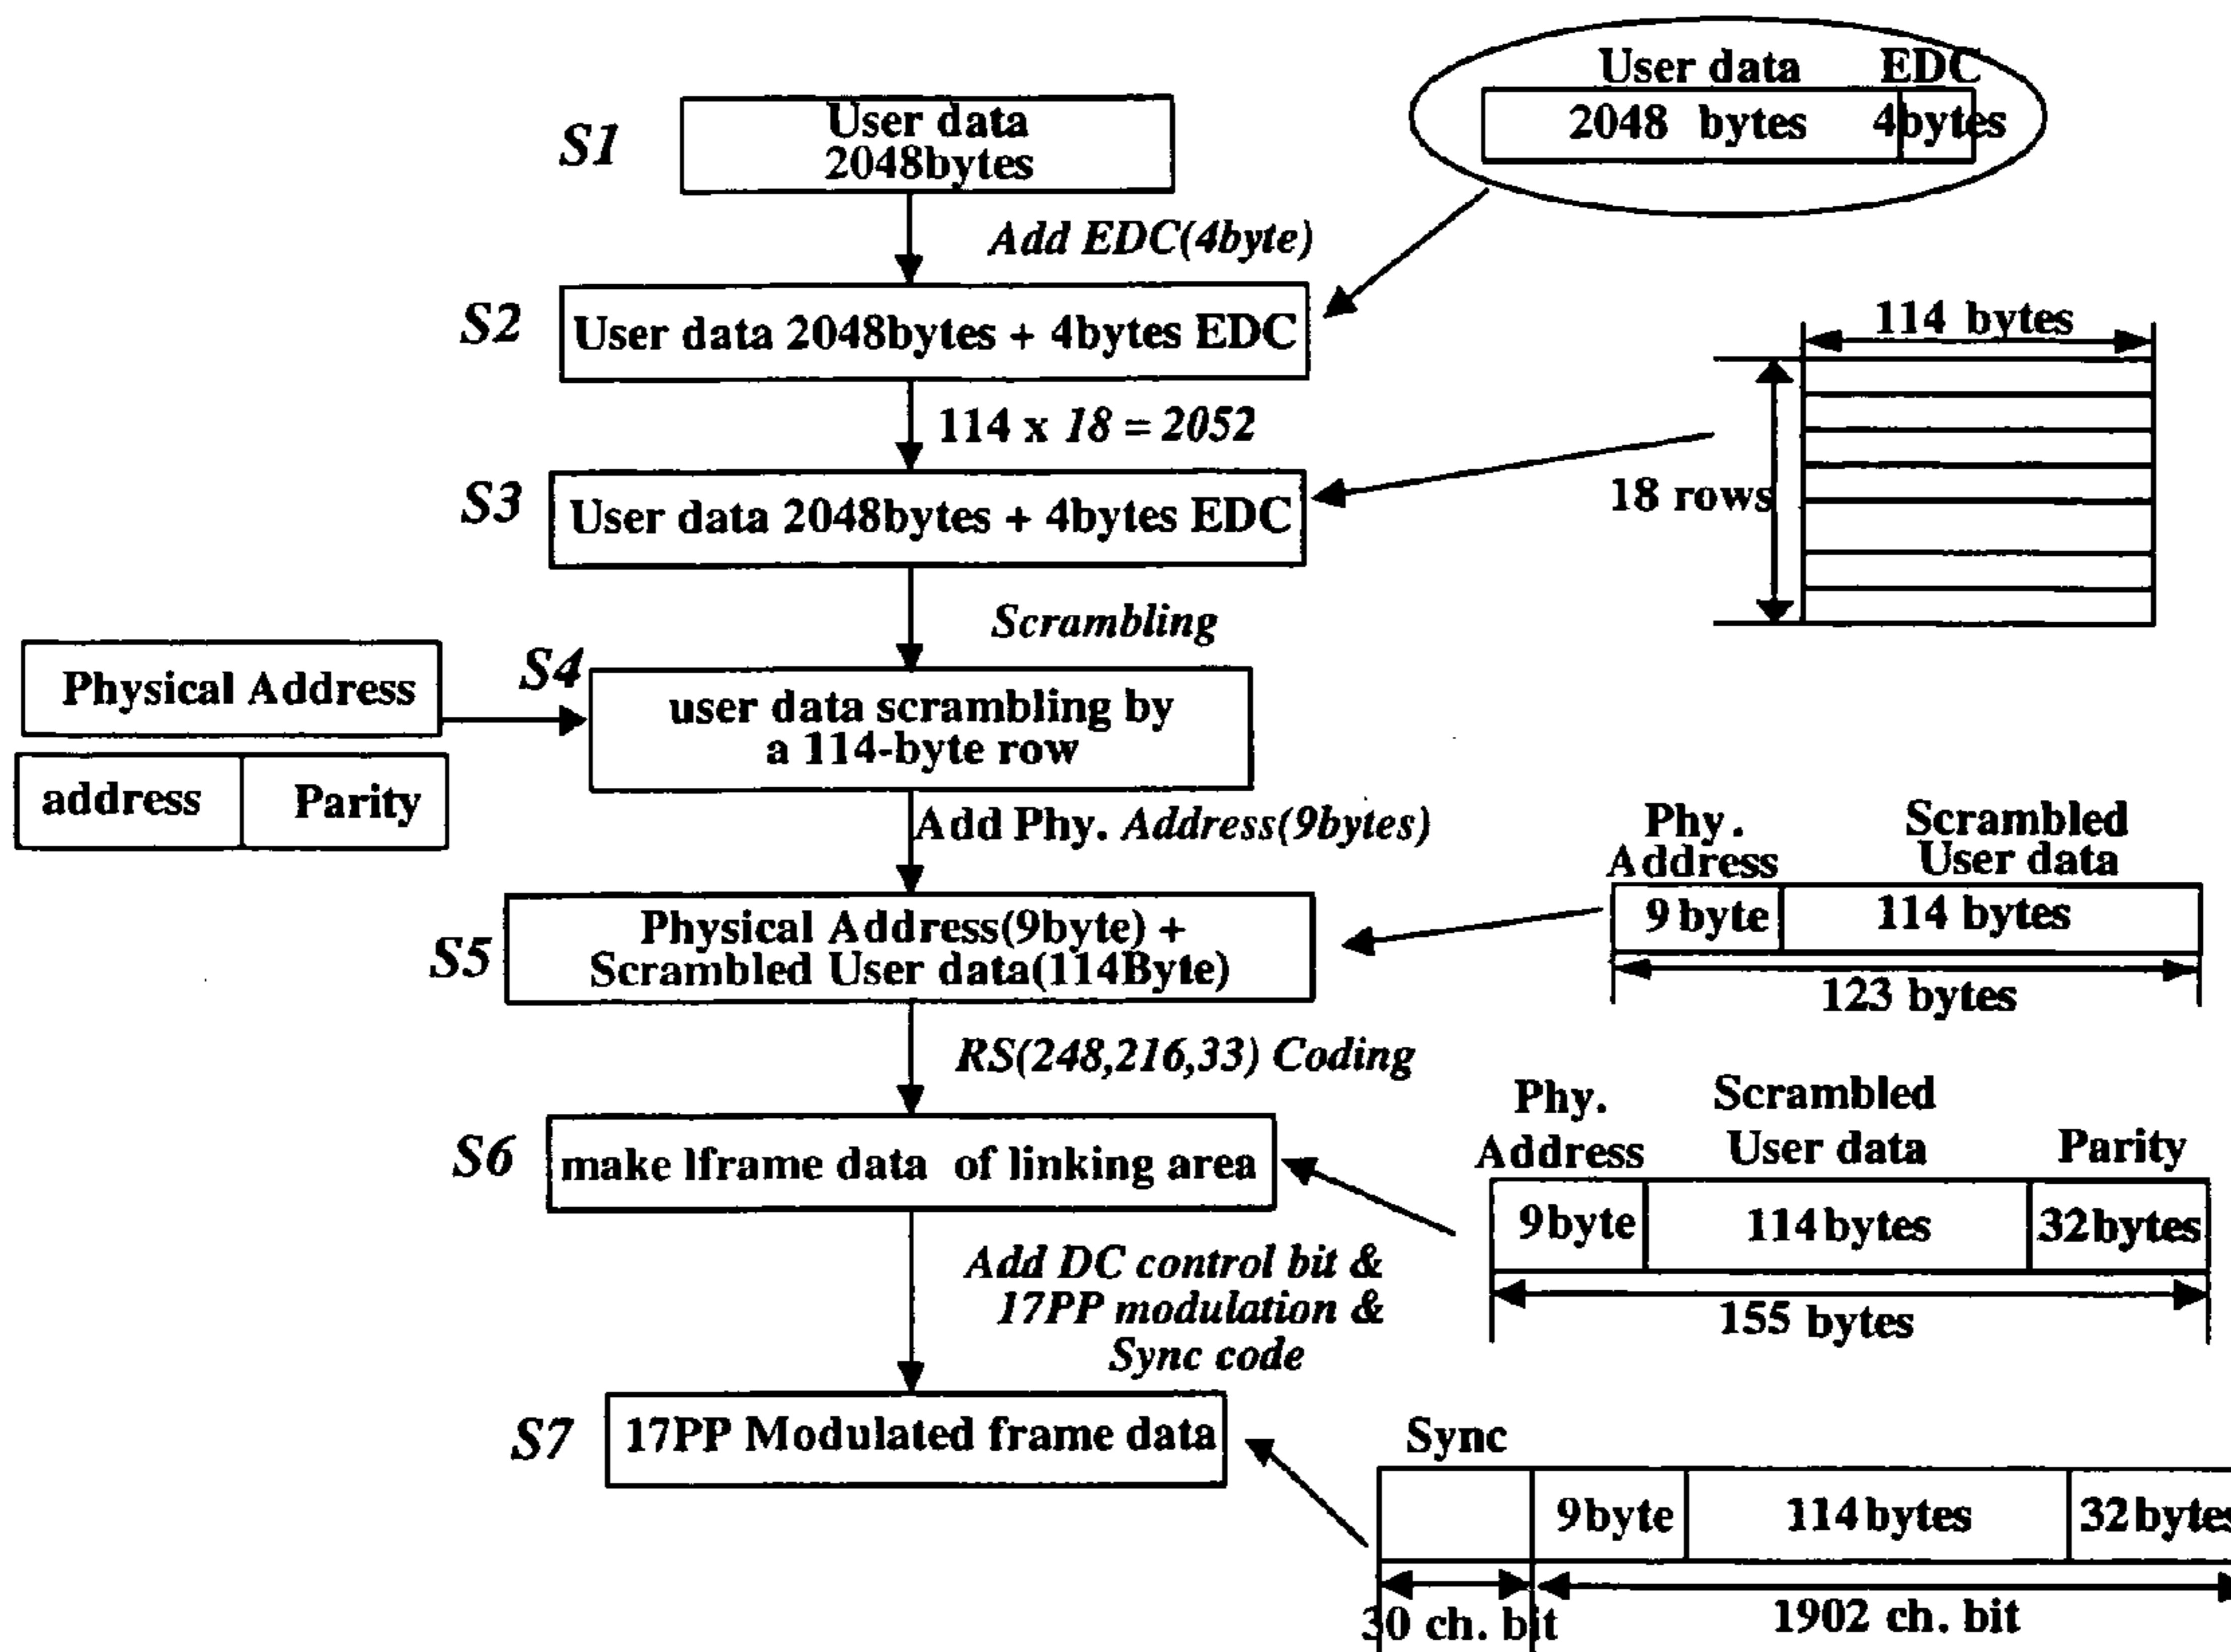 User data EDC
2048 bytes 4bytes
S1
User data
2048bytes
Add EDC(4byte)
S2
User data 2048bytes + 4bytes EDC
114 bytes
18 rows
114 x 18 = 2052
S3
User data 2048bytes + 4bytes EDC
Scrambling
Physical Address
address Parity
S4
user data scrambling by
a 114-byte row
Add Phy. Address(9bytes)
Phy.
Address
Scrambled
User data
9 byte 114 bytes
123 bytes
S5
Physical Address(9byte) +
Scrambled User data(114Byte)
RS(248,216,33) Coding
Phy.
Address
Scrambled
User data
Parity
9byte 114bytes 32bytes
155 bytes
S6
make lframe data of linking area
Add DC control bit &
17PP modulation &
Sync code
S7
17PP Modulated frame data
Sync
9byte 114bytes 32bytes
30 ch. bit 1902 ch. bit